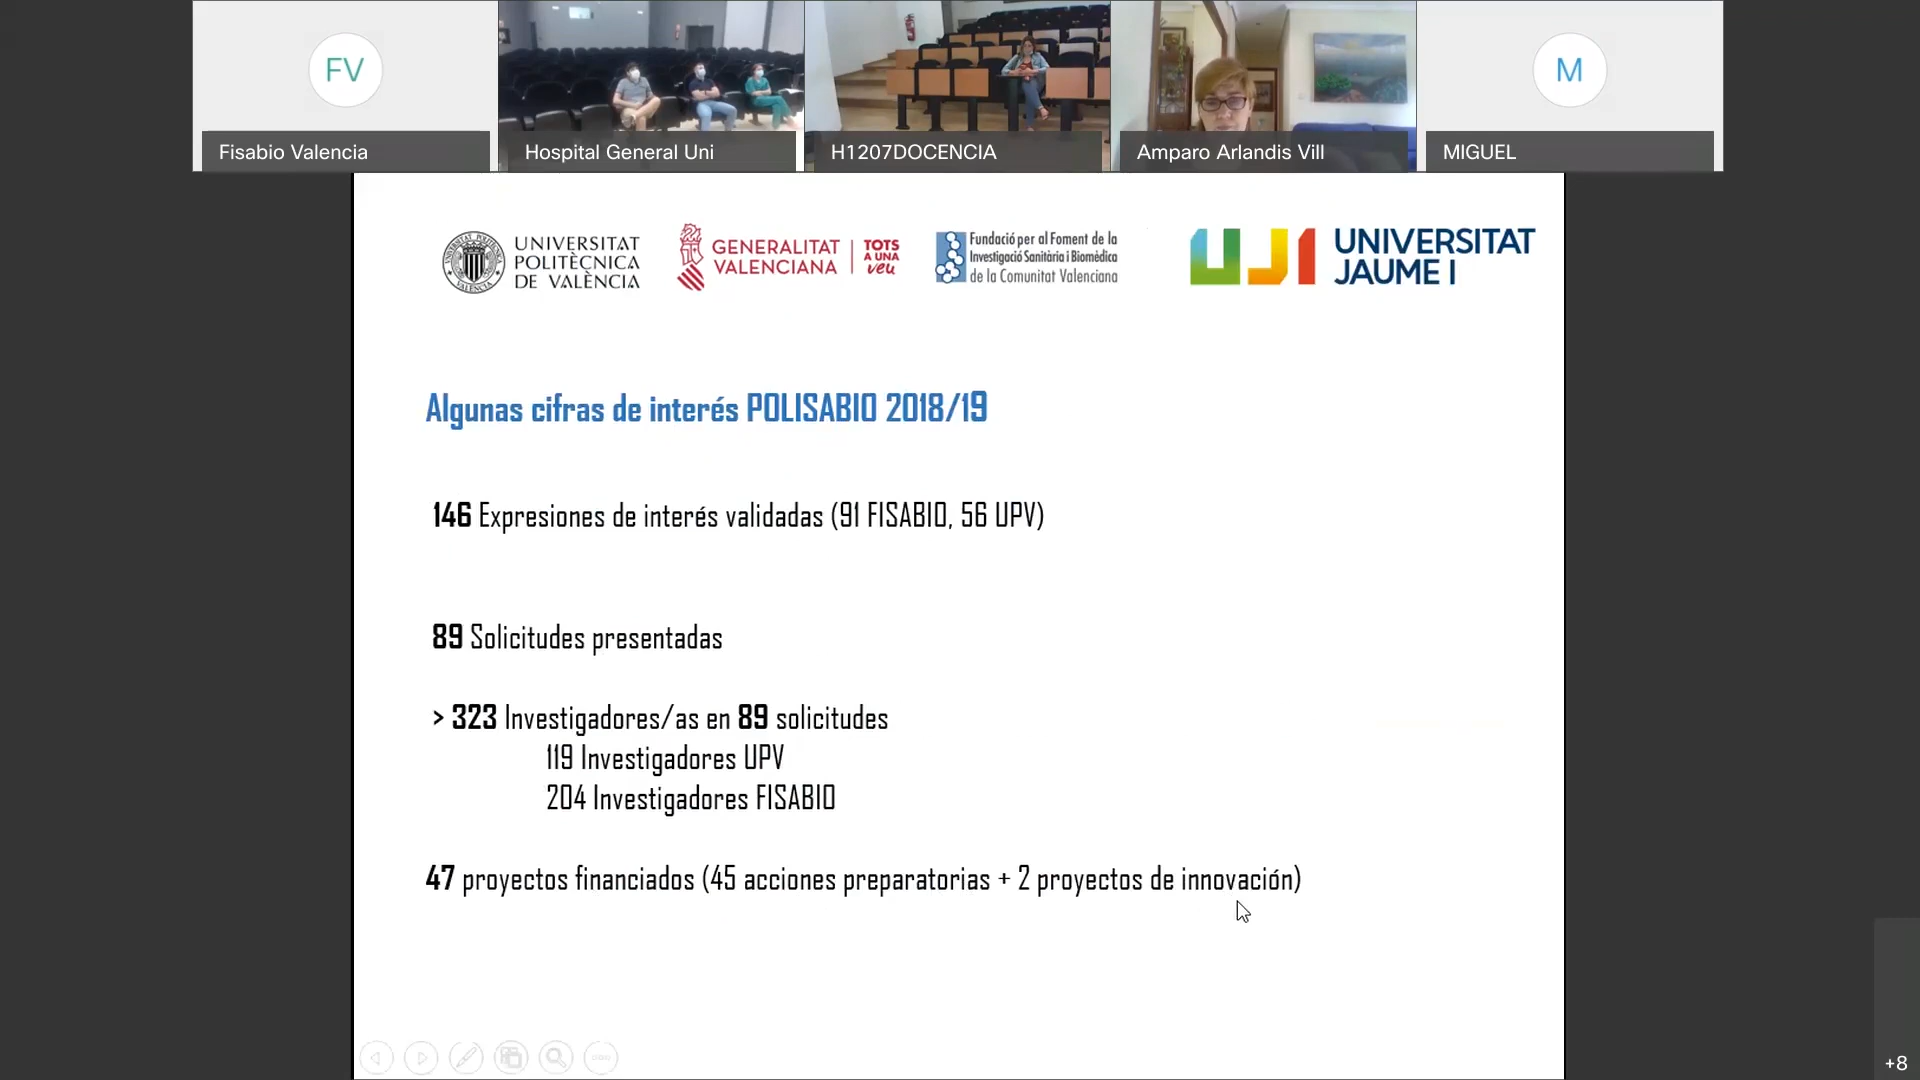 FV
M
Fisabio Valencia
Hospital General Uni
H1207DOCENCIA
Amparo Arlandis Vill
MIGUEL
UNIVERSITAT
POLITÈCNICA
DE VALÈNCIA
GENERALITAT
VALENCIANA
TOTS
A UNA
veu
Fundació per al Foment de la
Investigació Sanitària i Biomèdica
de la Comunitat Valenciana
UJI
UNIVERSITAT
JAUME I
Algunas cifras de interés POLISABIO 2018/19
146 Expresiones de interés validadas (91 FISABIO, 56 UPV)
89 Solicitudes presentadas
> 323 Investigadores/as en 89 solicitudes
119 Investigadores UPV
204 Investigadores FISABIO
47 proyectos financiados (45 acciones preparatorias + 2 proyectos de innovación)
+8